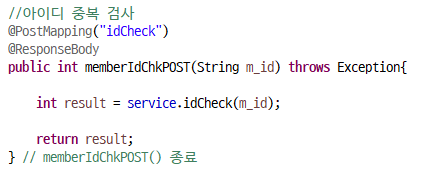 //아이디 중복 검사
@PostMapping("idCheck")
@ResponseBody
public int memberIdChkPOST(String m_id) throws Exception{
int result = service.idCheck(m_id);
return result;
} // memberIdChkPOST() 종료